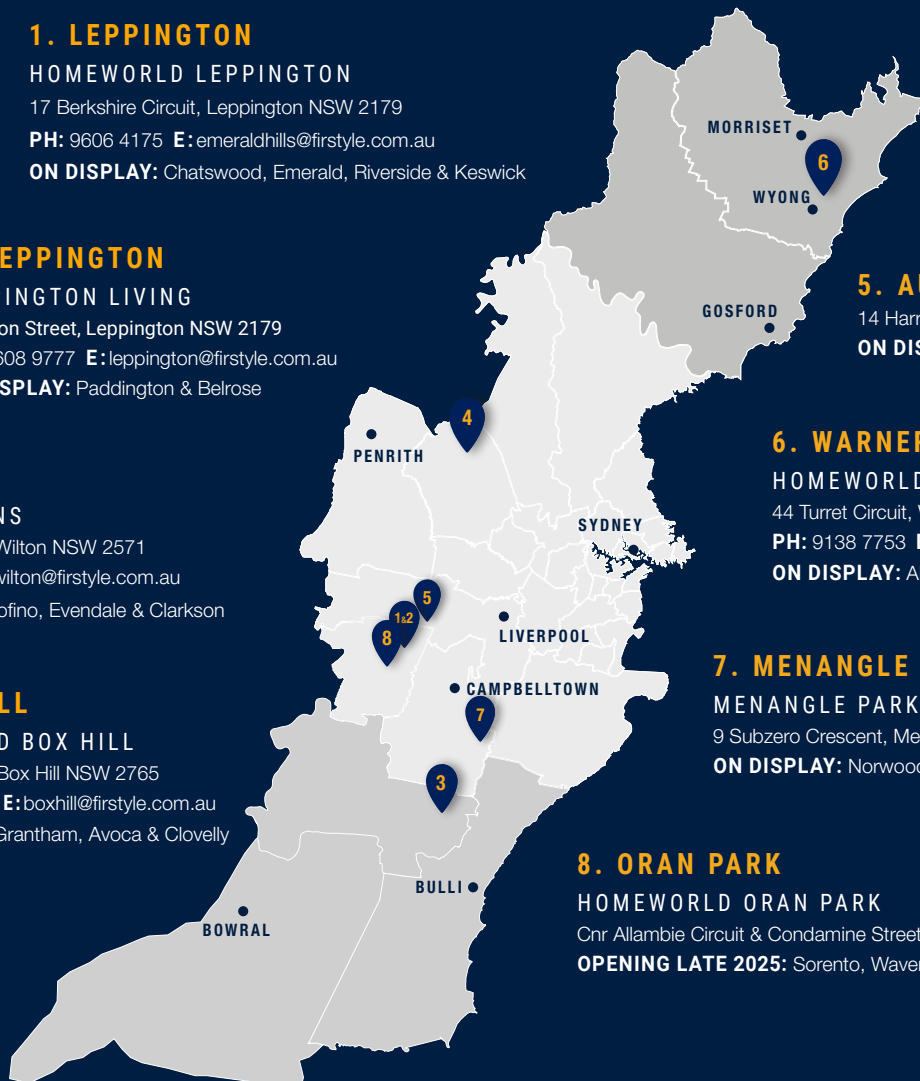 1. LEPPINGTON
HOMEWORLD LEPPINGTON
17 Berkshire Circuit, Leppington NSW 2179
PH: 9606 4175 E: emeraldhills@firstyle.com.au
ON DISPLAY: Chatswood, Emerald, Riverside & Keswick
EPPINGTON
PINGTON LIVING
on Street, Leppington NSW 2179
608 9777 E: leppington@firstyle.com.au
SPLAY: Paddington & Belrose
NS
Wilton NSW 2571
wilton@firstyle.com.au
ofino, Evendale & Clarkson
LL
D BOX HILL
Box Hill NSW 2765
E: boxhill@firstyle.com.au
Grantham, Avoca & Clovelly
MORRISET
6
WYONG
GOSFORD
4
PENRITH
SYDNEY
5
1&2
8
LIVERPOOL
CAMPBELLTOWN
7
3
BULLI
BOWRAL
5. AU
14 Harr
ON DIS
6. WARNER
HOMEWORLD
44 Turret Circuit, W
PH: 9138 7753
ON DISPLAY: A
7. MENANGLE
MENANGLE PARK
9 Subzero Crescent, Me
ON DISPLAY: Norwood
8. ORAN PARK
HOMEWORLD ORAN PARK
Cnr Allambie Circuit & Condamine Street
OPENING LATE 2025: Sorento, Waver